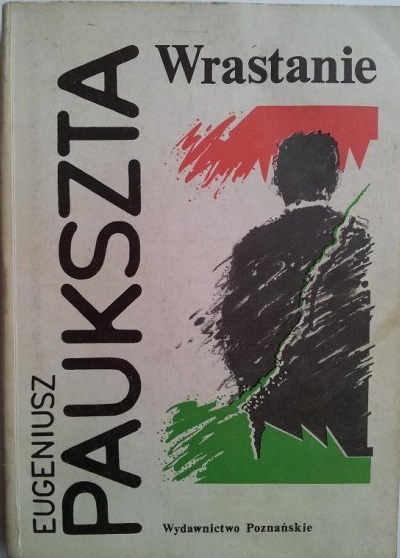 EUGENIUSZ
PAUKSZTA
Wrastanie
Wydawnictwo Poznańskie